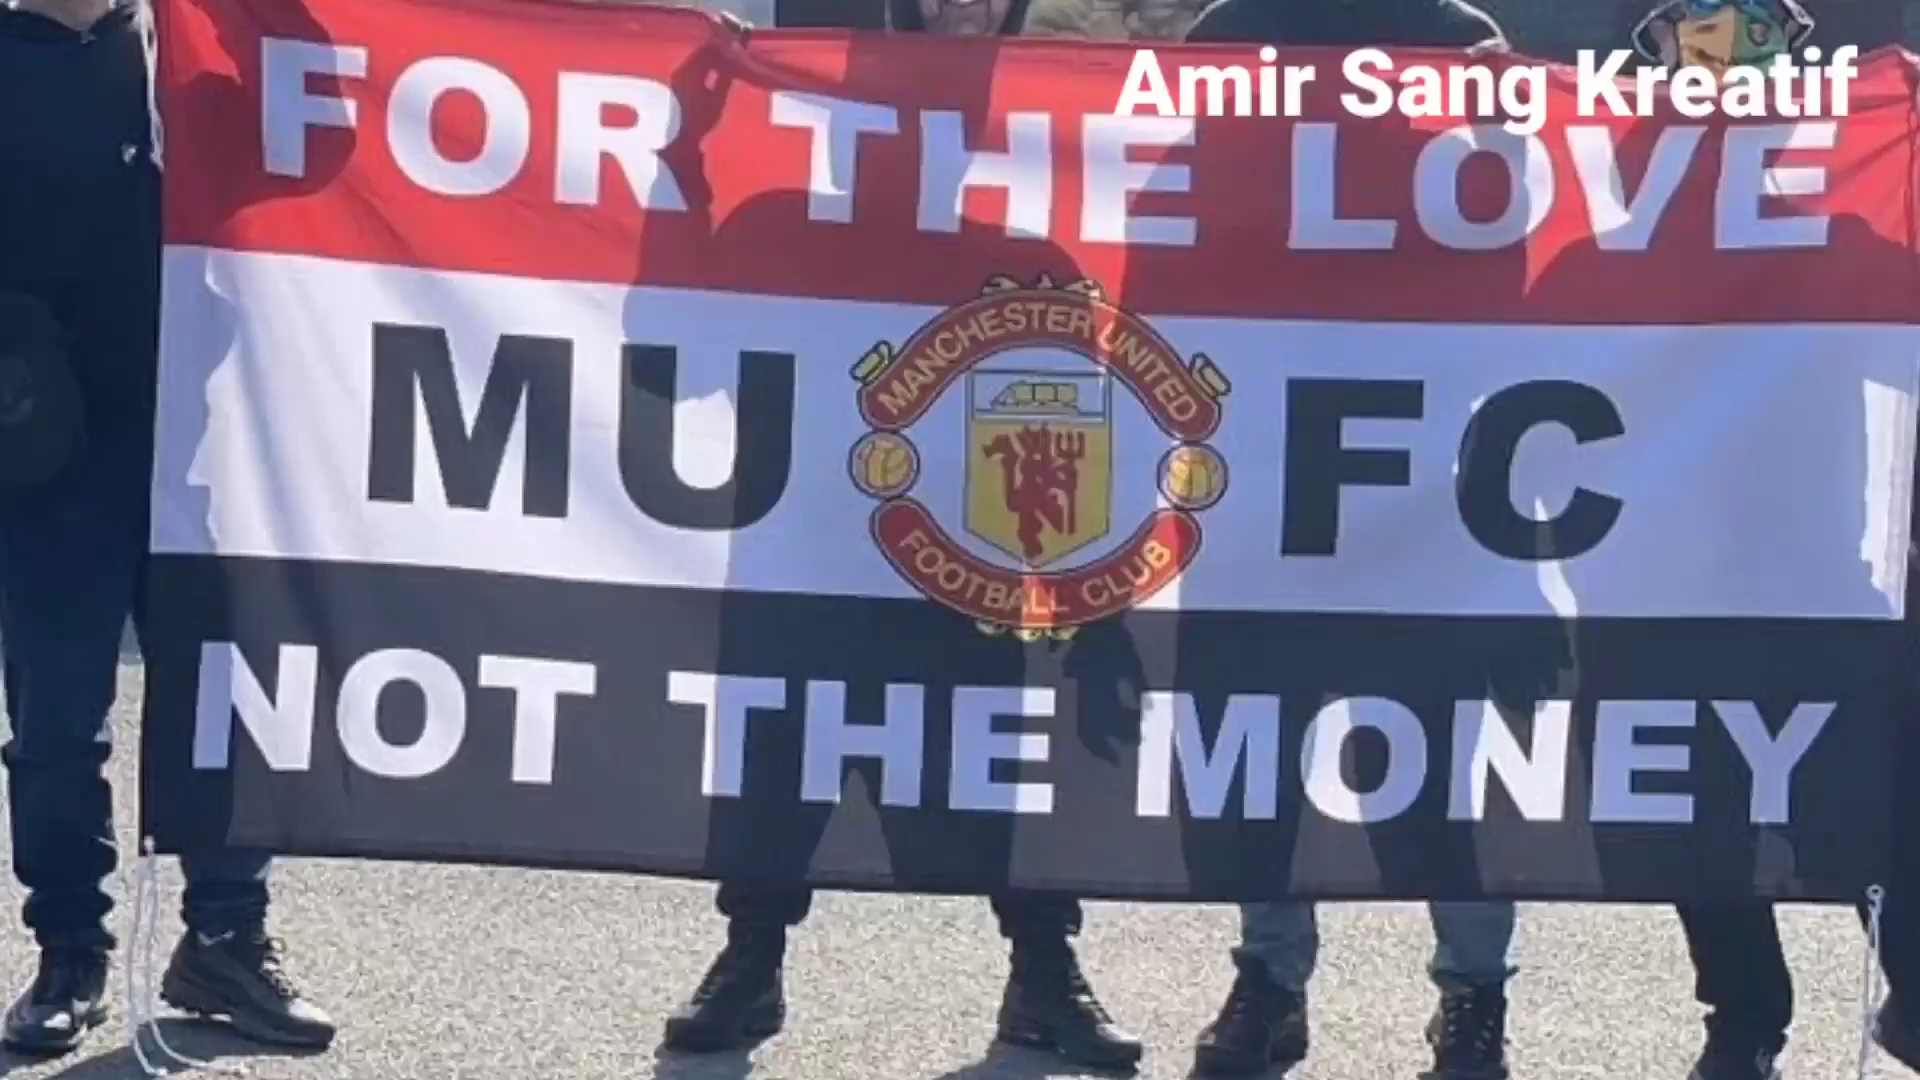 Amir Sang Kreatif
FOR THE LOVE
MU FC
MANCHESTER UNITED
FOOTBALL CLUB
NOT THE MONEY